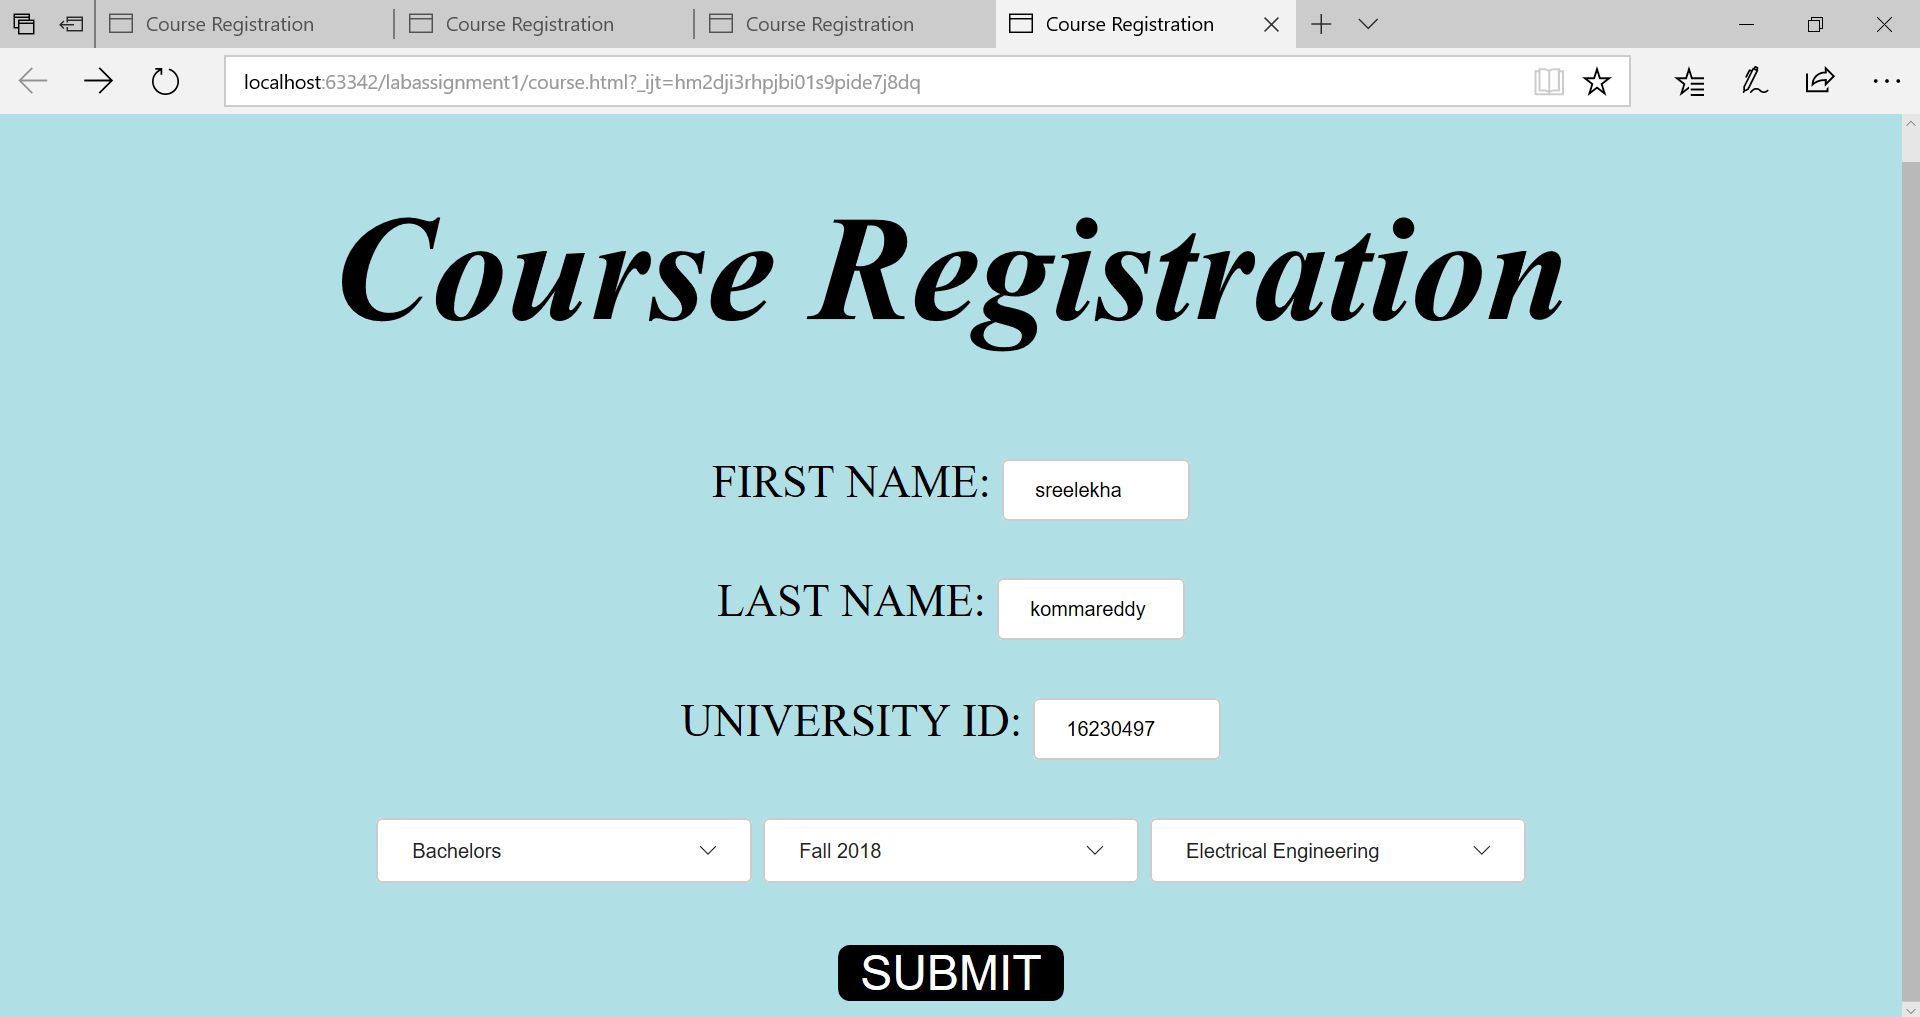 Course Registration
Course Registration
Course Registration
Course Registration
localhost:63342/labassignment1/course.html?_ijt=hm2dji3rhpjbi01s9pide7j8dq
Course Registration
FIRST NAME: sreelekha
LAST NAME: kommareddy
UNIVERSITY ID: 16230497
Bachelors Fall 2018 Electrical Engineering
SUBMIT